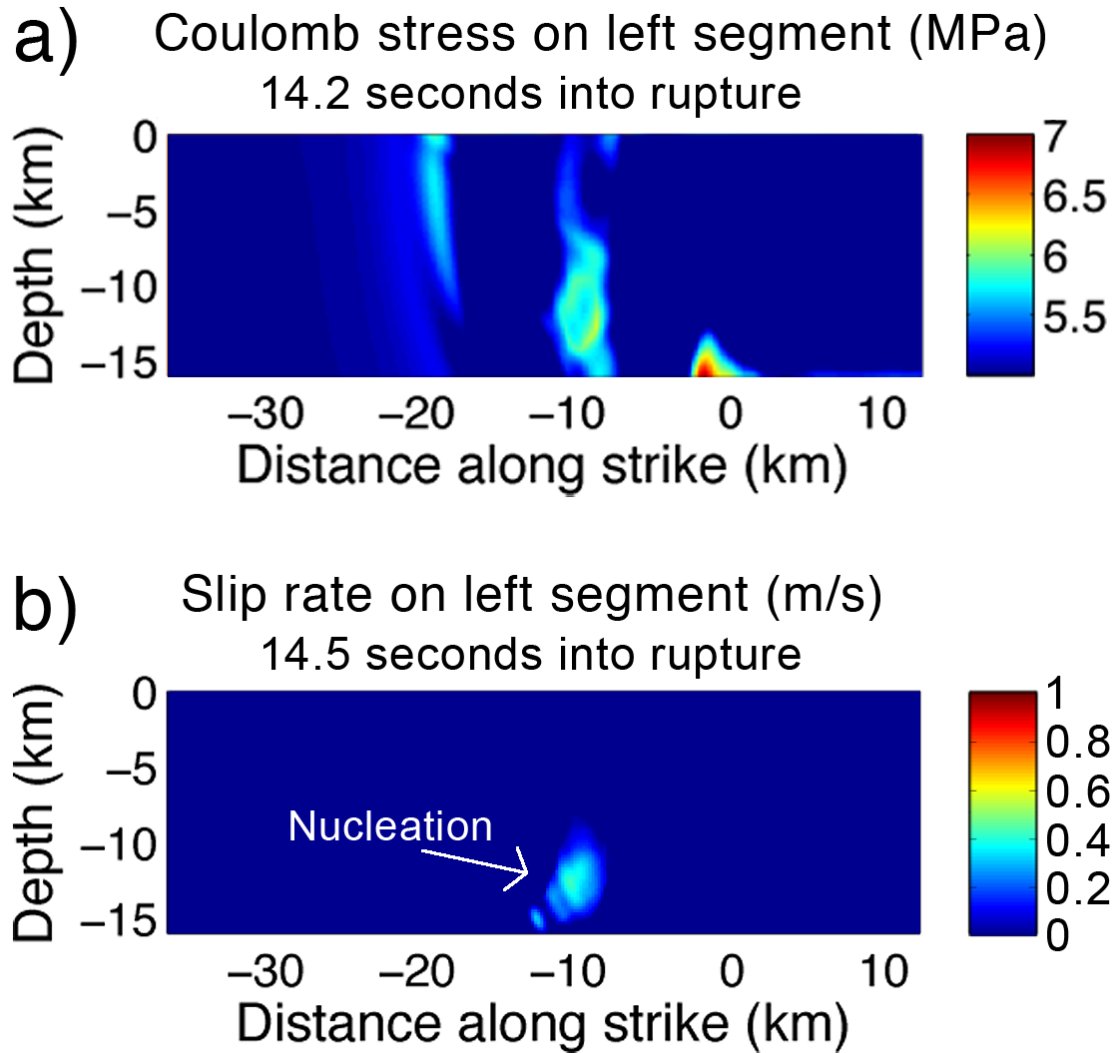 a) Coulomb stress on left segment (MPa)
14.2 seconds into rupture
Depth (km)
0
−5
−10
−15
−30 −20 −10 0 10
Distance along strike (km)
7
6.5
6
5.5
b) Slip rate on left segment (m/s)
14.5 seconds into rupture
Depth (km)
0
−5
−10
−15
Nucleation
−30 −20 −10 0 10
Distance along strike (km)
1
0.8
0.6
0.4
0.2
0